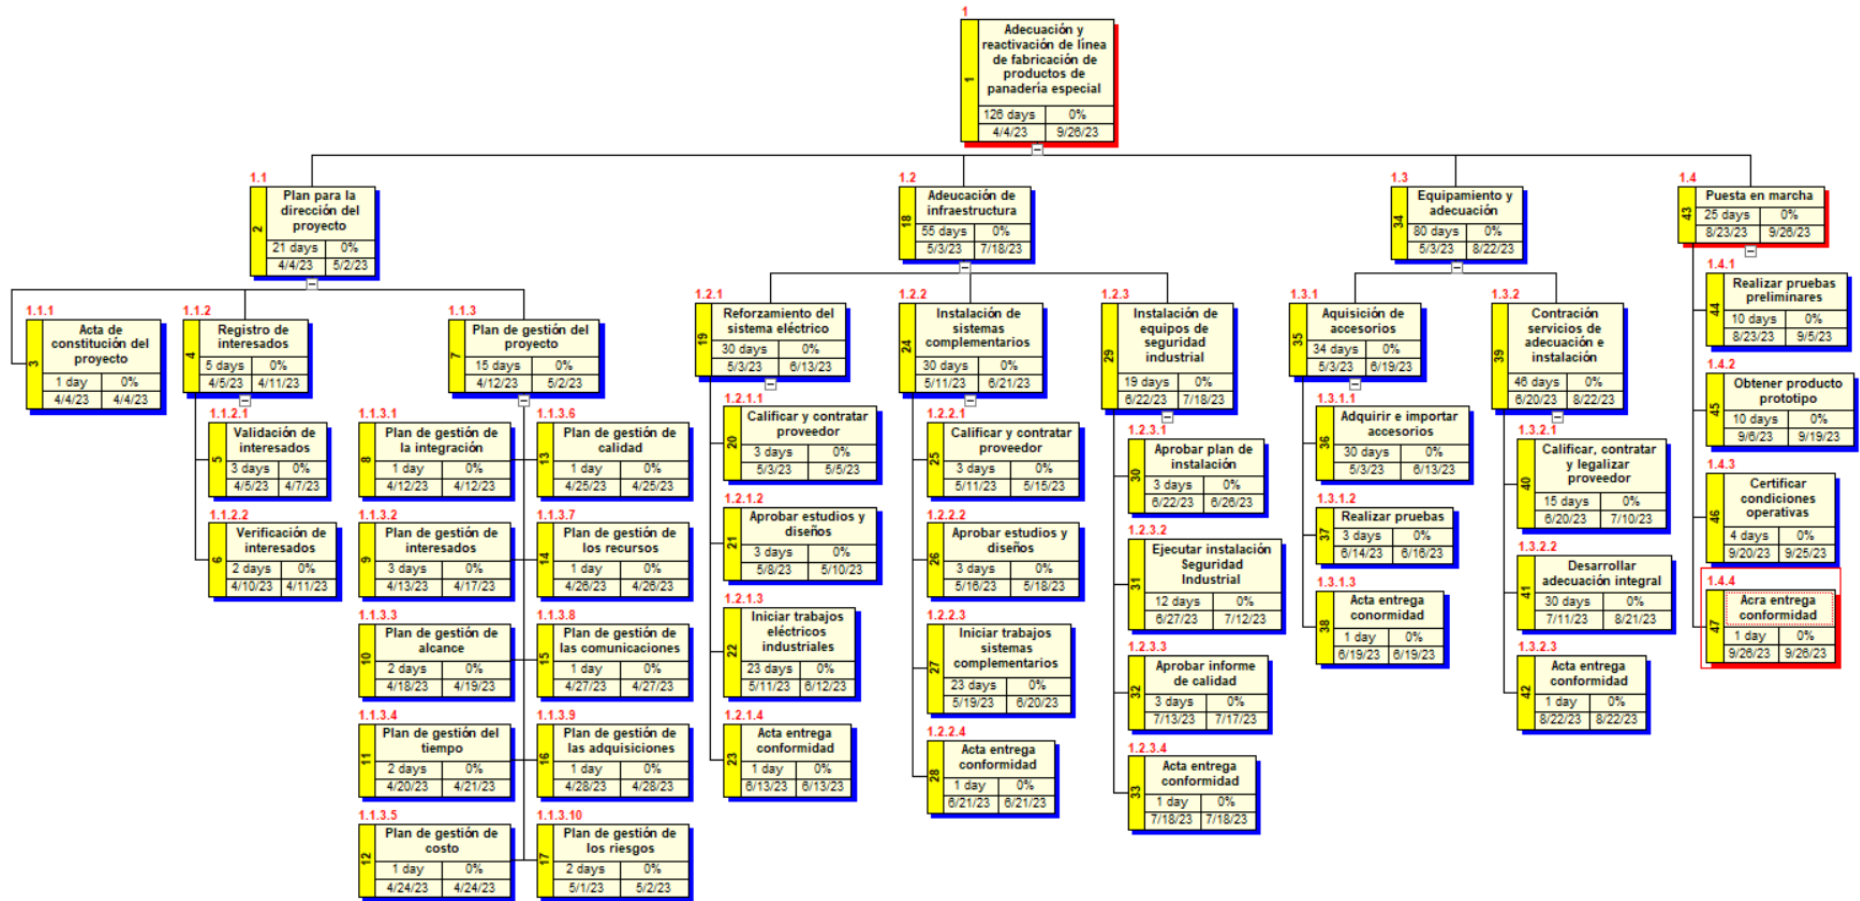 1
1
Adecuación y
reactivación de línea
de fabricación de
productos de
panadería especial
126 days 0%
4/4/23 9/26/23
1.1
2
Plan para la
dirección del
proyecto
21 days 0%
4/4/23 5/2/23
1.2
18
Adeucación de
infraestructura
55 days 0%
5/3/23 7/18/23
1.3
34
Equipamiento y
adecuación
80 days 0%
5/3/23 8/22/23
1.4
43
Puesta en marcha
25 days 0%
8/23/23 9/26/23
1.1.1
3
Acta de
constitución del
proyecto
1 day 0%
4/4/23 4/4/23
1.1.2
4
Registro de
interesados
5 days 0%
4/5/23 4/11/23
1.1.2.1
5
Validación de
interesados
3 days 0%
4/5/23 4/7/23
1.1.2.2
6
Verificación de
interesados
2 days 0%
4/10/23 4/11/23
1.1.3
7
Plan de gestión del
proyecto
15 days 0%
4/12/23 5/2/23
1.1.3.1
8
Plan de gestión de
la integración
1 day 0%
4/12/23 4/12/23
1.1.3.2
9
Plan de gestión de
interesados
3 days 0%
4/13/23 4/17/23
1.1.3.3
10
Plan de gestión de
alcance
2 days 0%
4/18/23 4/19/23
1.1.3.4
11
Plan de gestión del
tiempo
2 days 0%
4/20/23 4/21/23
1.1.3.5
12
Plan de gestión de
costo
1 day 0%
4/24/23 4/24/23
1.1.3.6
13
Plan de gestión de
calidad
1 day 0%
4/25/23 4/25/23
1.1.3.7
14
Plan de gestión de
los recursos
1 day 0%
4/26/23 4/26/23
1.1.3.8
15
Plan de gestión de
las comunicaciones
1 day 0%
4/27/23 4/27/23
1.1.3.9
16
Plan de gestión de
las adquisiciones
1 day 0%
4/28/23 4/28/23
1.1.3.10
17
Plan de gestión de
los riesgos
2 days 0%
5/1/23 5/2/23
1.2.1
19
Reforzamiento del
sistema eléctrico
30 days 0%
5/3/23 6/13/23
1.2.1.1
20
Calificar y contratar
proveedor
3 days 0%
5/3/23 5/5/23
1.2.1.2
21
Aprobar estudios y
diseños
3 days 0%
5/8/23 5/10/23
1.2.1.3
22
Iniciar trabajos
eléctricos
industriales
23 days 0%
5/11/23 6/12/23
1.2.1.4
23
Acta entrega
conformidad
1 day 0%
6/13/23 6/13/23
1.2.2
24
Instalación de
sistemas
complementarios
30 days 0%
5/11/23 6/21/23
1.2.2.1
25
Calificar y contratar
proveedor
3 days 0%
5/11/23 5/15/23
1.2.2.2
26
Aprobar estudios y
diseños
3 days 0%
5/16/23 5/18/23
1.2.2.3
27
Iniciar trabajos
sistemas
complementarios
23 days 0%
5/19/23 6/20/23
1.2.2.4
28
Acta entrega
conformidad
1 day 0%
6/21/23 6/21/23
1.2.3
29
Instalación de
equipos de
seguridad
industrial
19 days 0%
6/22/23 7/18/23
1.2.3.1
30
Aprobar plan de
instalación
3 days 0%
6/22/23 6/26/23
1.2.3.2
31
Ejecutar instalación
Seguridad
Industrial
12 days 0%
6/27/23 7/12/23
1.2.3.3
32
Aprobar informe
de calidad
3 days 0%
7/13/23 7/17/23
1.2.3.4
33
Acta entrega
conformidad
1 day 0%
7/18/23 7/18/23
1.3.1
35
Aquisición de
accesorios
34 days 0%
5/3/23 6/19/23
1.3.1.1
36
Adquirir e importar
accesorios
30 days 0%
5/3/23 6/13/23
1.3.1.2
37
Realizar pruebas
3 days 0%
6/14/23 6/16/23
1.3.1.3
38
Acta entrega
conormidad
1 day 0%
6/19/23 6/19/23
1.3.2
39
Contración
servicios de
adecuación e
instalación
46 days 0%
6/20/23 8/22/23
1.3.2.1
40
Calificar, contratar
y legalizar
proveedor
15 days 0%
6/20/23 7/10/23
1.3.2.2
41
Desarrollar
adecuación integral
30 days 0%
7/11/23 8/21/23
1.3.2.3
42
Acta entrega
conformidad
1 day 0%
8/22/23 8/22/23
1.4.1
44
Realizar pruebas
preliminares
10 days 0%
8/23/23 9/5/23
1.4.2
45
Obtener producto
prototipo
10 days 0%
9/6/23 9/19/23
1.4.3
46
Certificar
condiciones
operativas
4 days 0%
9/20/23 9/25/23
1.4.4
47
Acra entrega
conformidad
1 day 0%
9/26/23 9/26/23